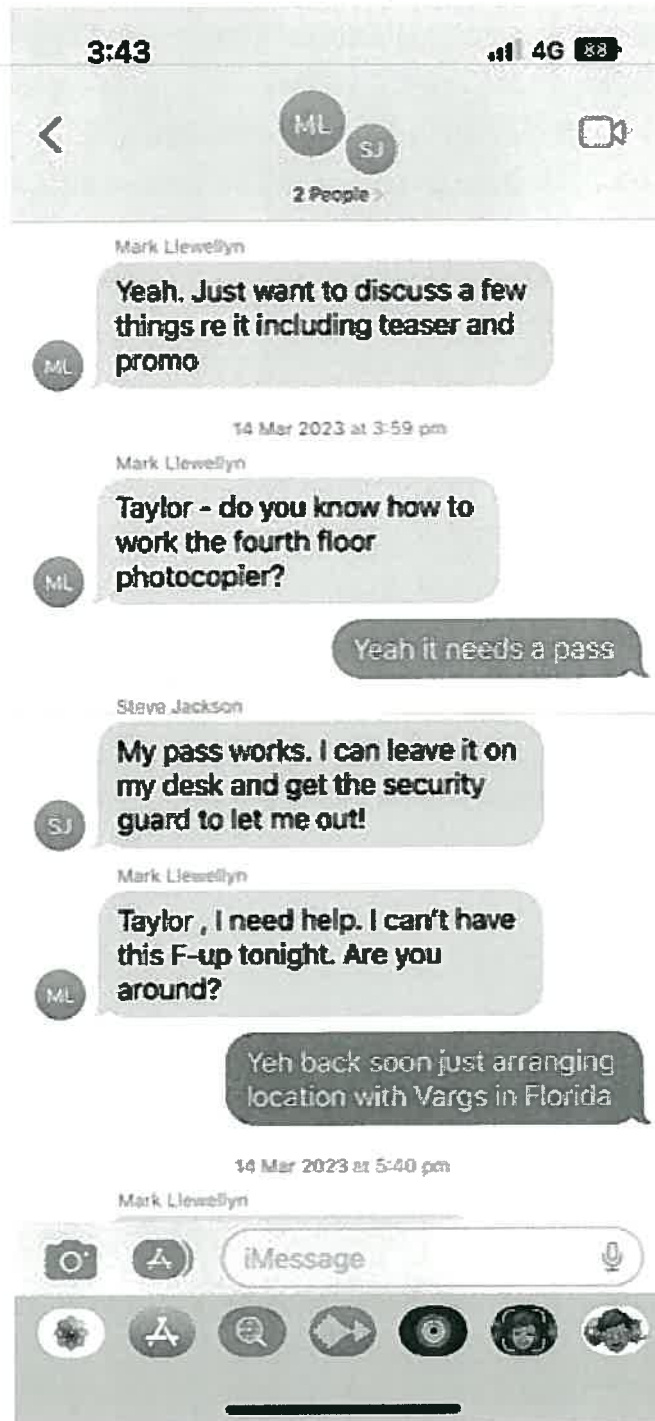 3:43
4G 88
ML
SJ
2 People >
Mark Llewellyn
Yeah. Just want to discuss a few
things re it including teaser and
promo
ML
14 Mar 2023 at 3:59 pm
Mark Llewellyn
Taylor - do you know how to
work the fourth floor
photocopier?
ML
Yeah it needs a pass
Steve Jackson
My pass works. I can leave it on
my desk and get the security
guard to let me out!
SJ
Mark Llewellyn
Taylor , I need help. I can't have
this F-up tonight. Are you
around?
ML
Yeh back soon just arranging
location with Vargs in Florida
14 Mar 2023 at 5:40 pm
Mark Llewellyn
iMessage